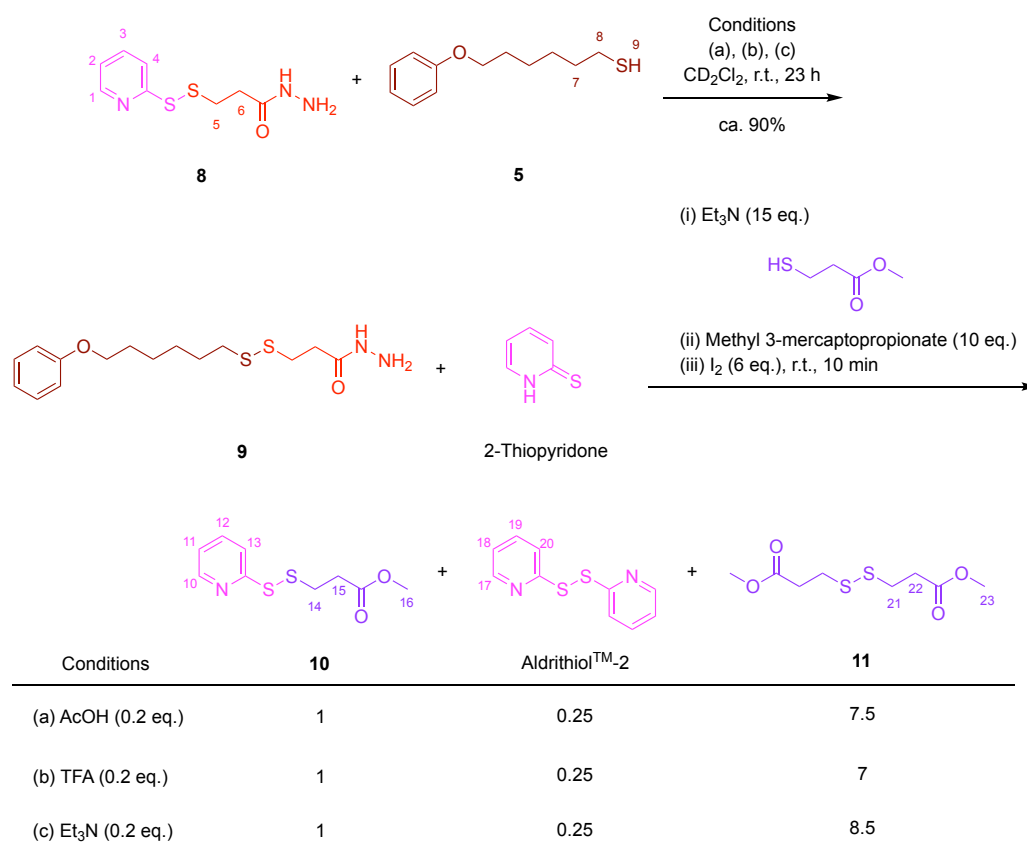 Conditions
(a), (b), (c)
CD2Cl2, r.t., 23 h
ca. 90%
3
2
4
1
N
S
S
5
6
O
H
N
NH2
+
O
8
7
9
SH
8
5
(i) Et3N (15 eq.)
HS
O
O
(ii) Methyl 3-mercaptopropionate (10 eq.)
(iii) I2 (6 eq.), r.t., 10 min
O
S
S
O
H
N
NH2
+
N
H
S
9
2-Thiopyridone
12
11
13
10
N
S
S
14
15
O
O
16
+
19
18
20
17
N
S
S
N
+
O
O
S
S
21
22
O
O
23
Conditions 10 Aldrithiol™-2 11
(a) AcOH (0.2 eq.) 1 0.25 7.5
(b) TFA (0.2 eq.) 1 0.25 7
(c) Et3N (0.2 eq.) 1 0.25 8.5